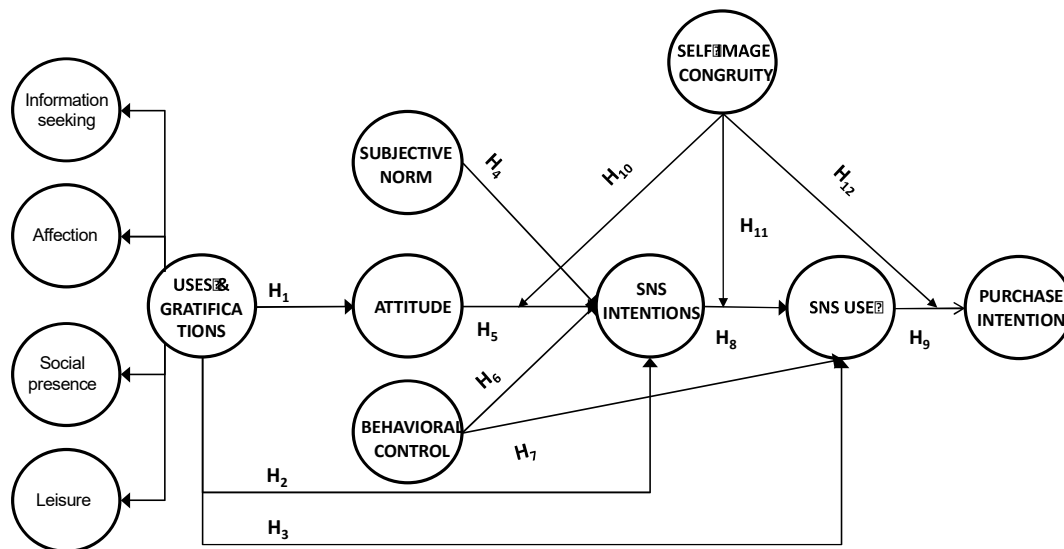 SELF IMAGE
CONGRUITY
Information
seeking
SUBJECTIVE
NORM
H4
H10
H12
Affection
H11
USES &
GRATIFICA
TIONS
H1
ATTITUDE
H5
SNS
INTENTIONS
H8
SNS USE
H9
PURCHASE
INTENTION
Social
presence
H6
BEHAVIORAL
CONTROL
H7
Leisure
H2
H3